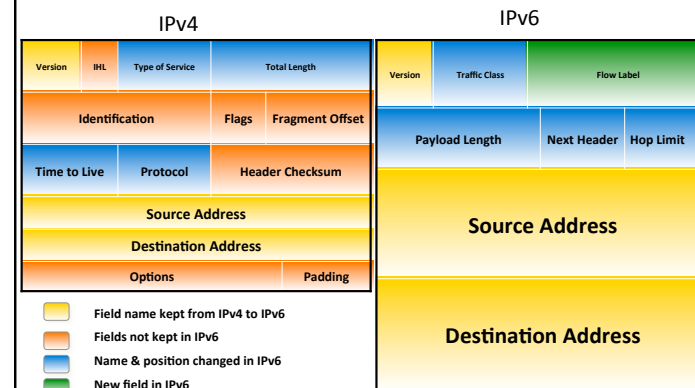 IPv4
Version IHL Type of Service Total Length
Identification Flags Fragment Offset
Time to Live Protocol Header Checksum
Source Address
Destination Address
Options Padding
Field name kept from IPv4 to IPv6
Fields not kept in IPv6
Name & position changed in IPv6
New field in IPv6
IPv6
Version Traffic Class Flow Label
Payload Length Next Header Hop Limit
Source Address
Destination Address